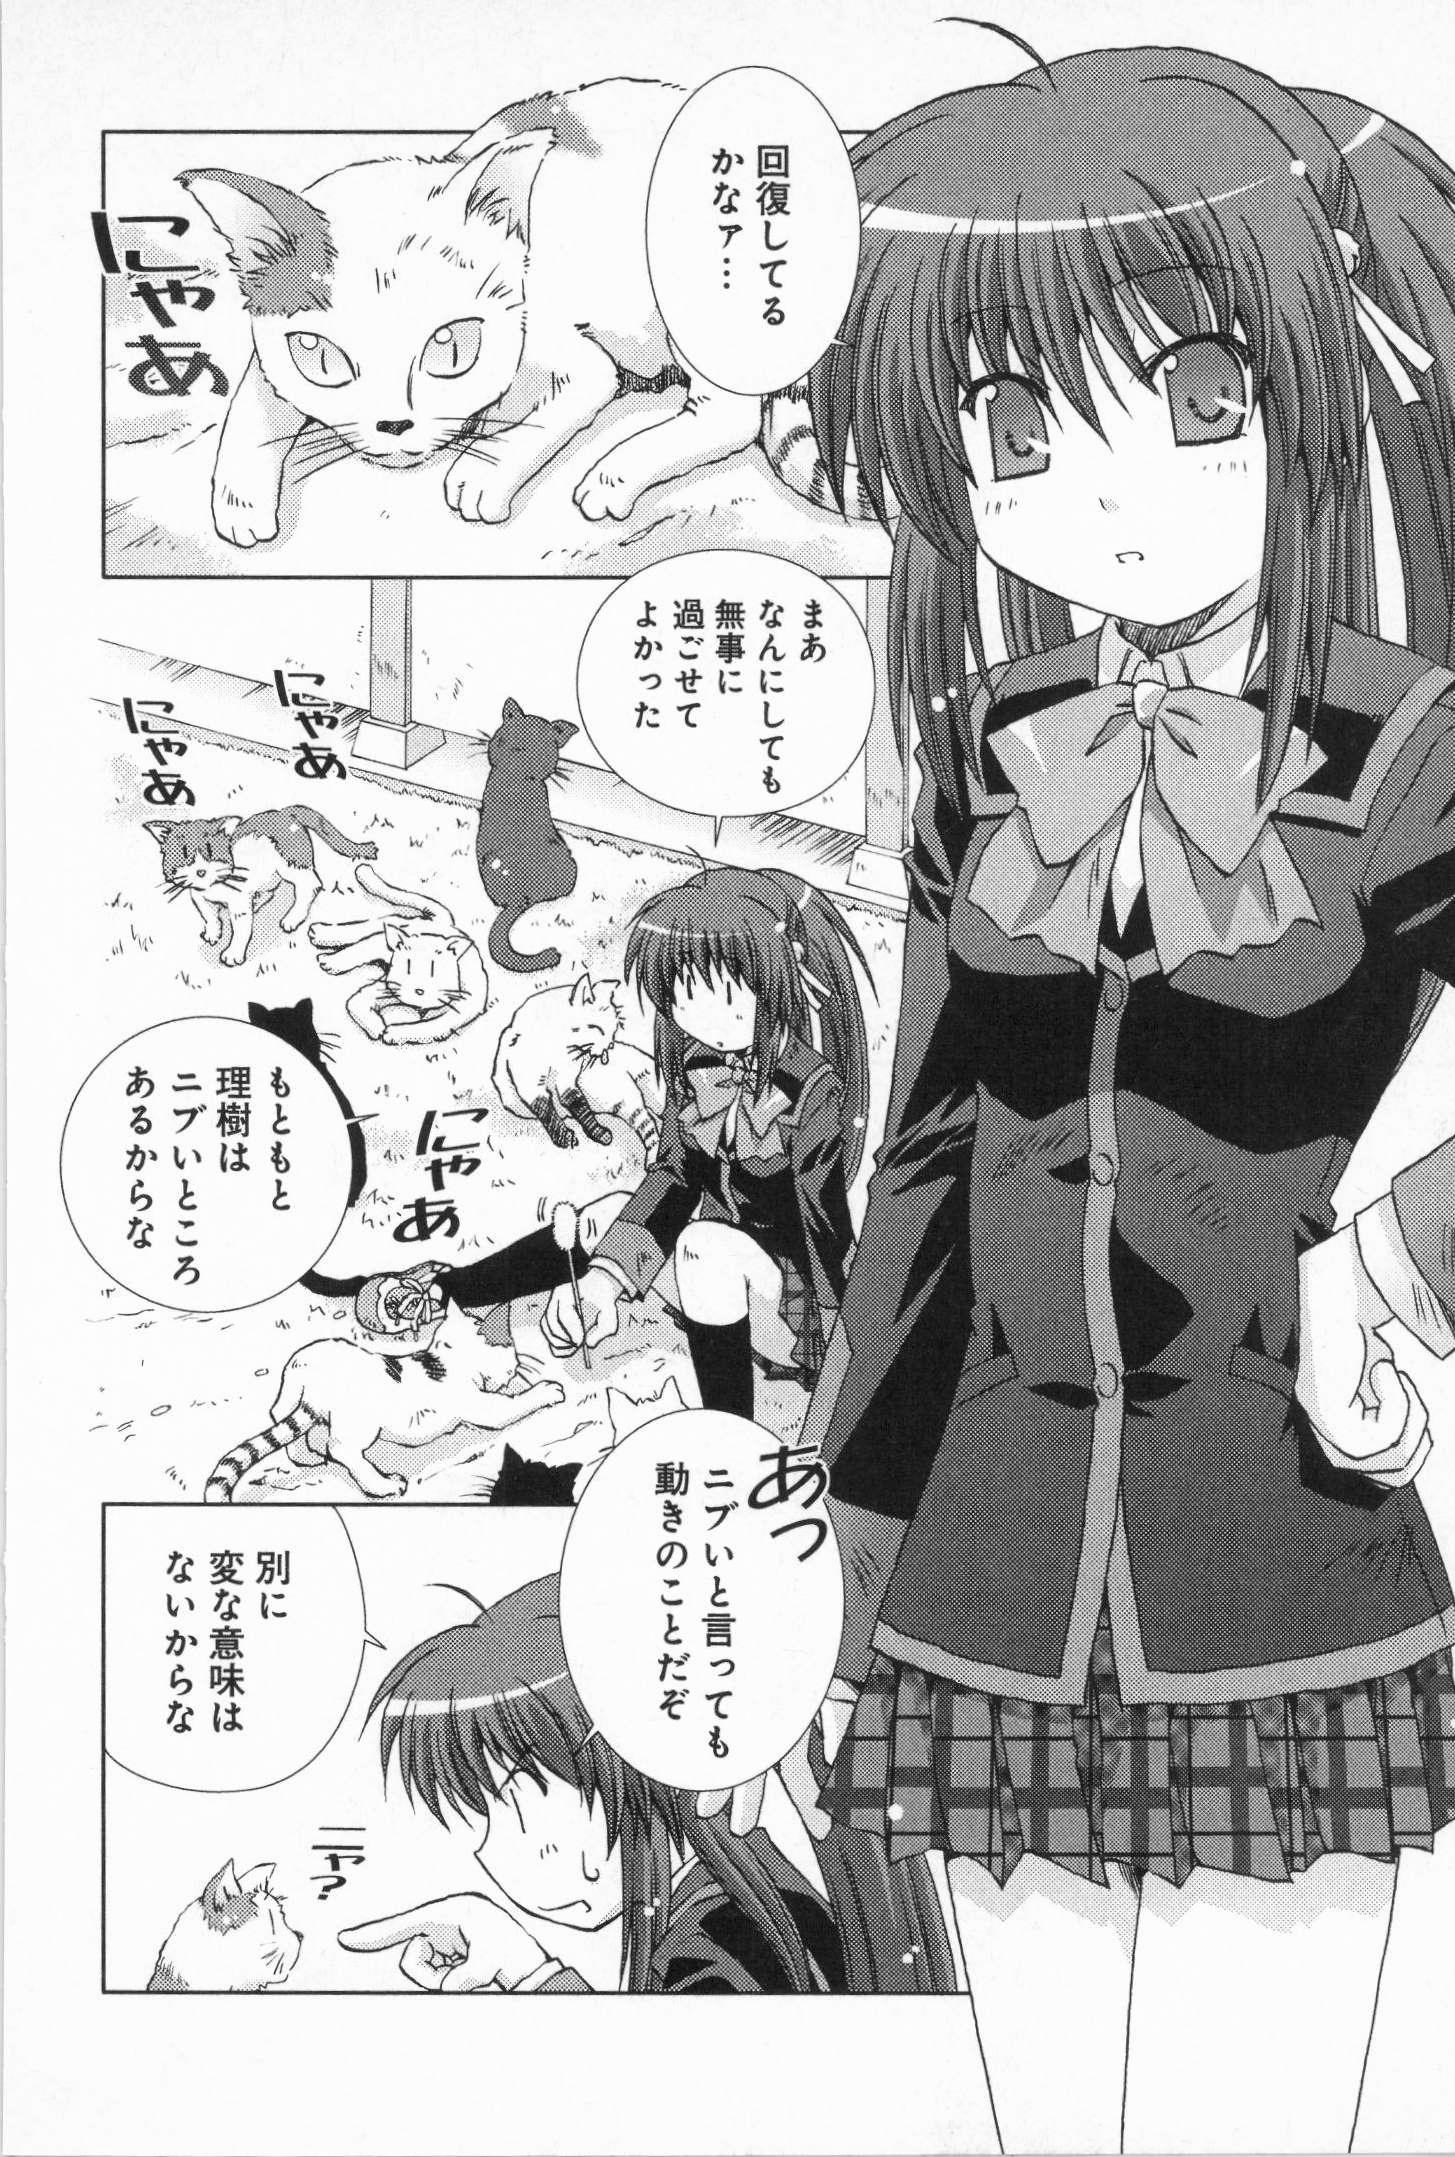 回復してる
かなァ…
にゃあ
まあ
なんにしても
無事に
過ごせて
よかった
にゃあ
にゃあ
もともと
理樹は
ニブいところ
あるからな
にゃあ
あっ
ニブいと言っても
動きのことだぞ
別に
変な意味は
ないからな
ニャ?